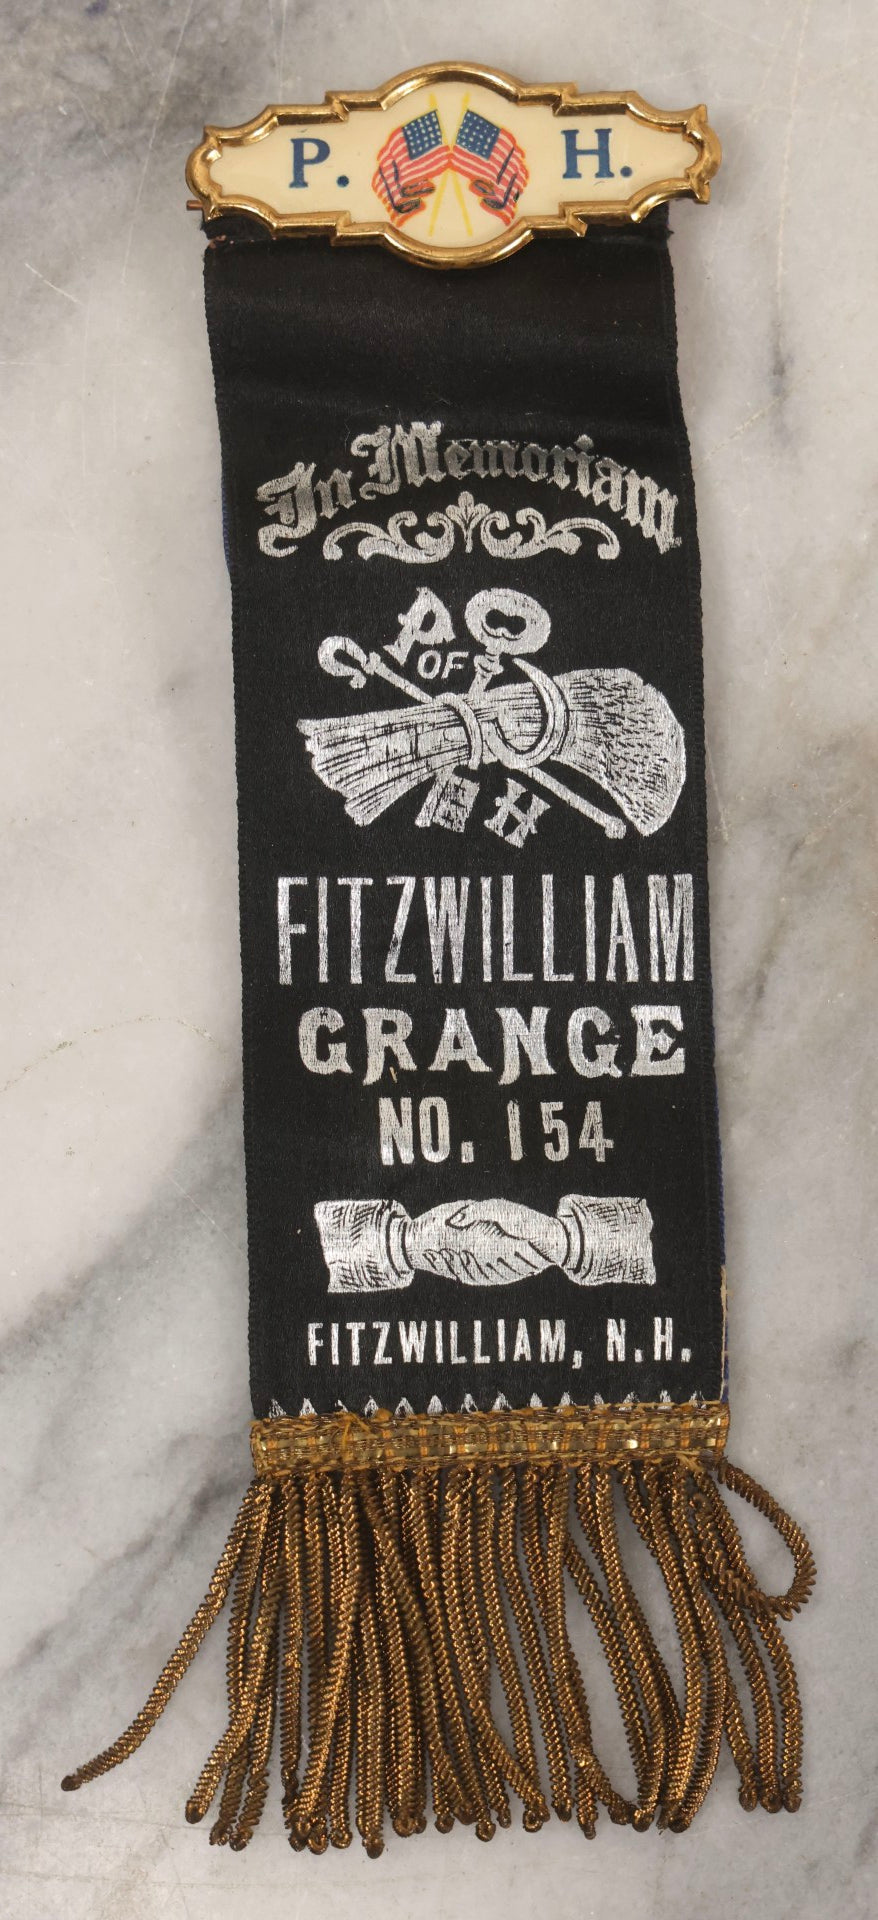 P. H.
In Memoriam
P OF H
FITZWILLIAM
GRANGE
NO. 154
FITZWILLIAM, N.H.